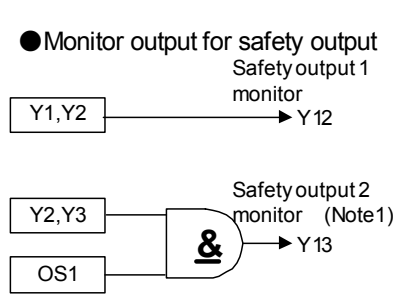 ●Monitor output for safety output
Safety output 1
monitor
Y1,Y2
Y12
Safety output 2
monitor (Note1)
Y2,Y3
&
Y13
OS1